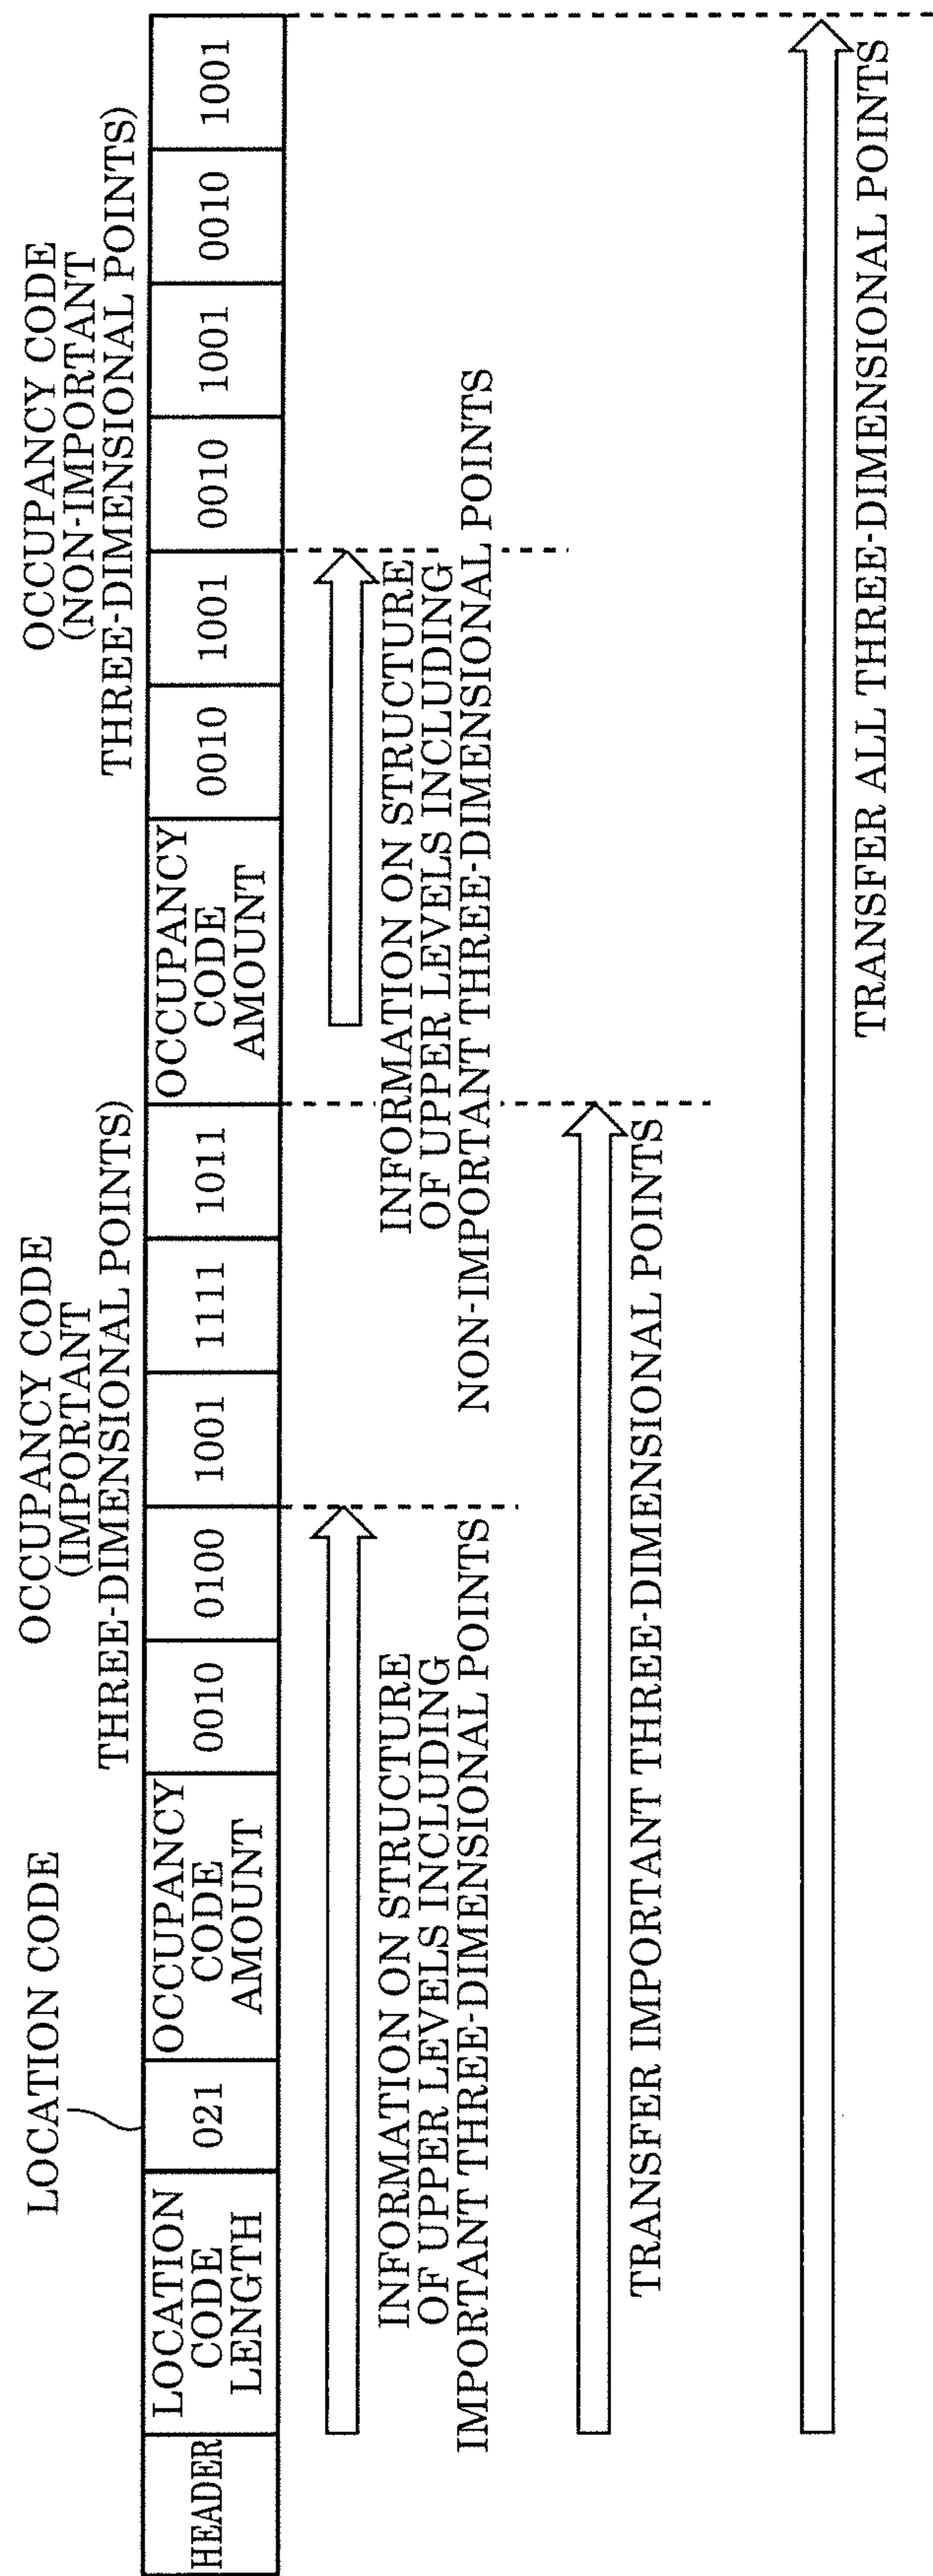 LOCATION CODE
OCCUPANCY CODE
(IMPORTANT
THREE-DIMENSIONAL POINTS)
OCCUPANCY CODE
(NON-IMPORTANT
THREE-DIMENSIONAL POINTS)
HEADER
LOCATION
CODE
LENGTH
021
OCCUPANCY
CODE
AMOUNT
0010
0100
1001
1111
1011
OCCUPANCY
CODE
AMOUNT
0010
1001
0010
1001
0010
1001
INFORMATION ON STRUCTURE
OF UPPER LEVELS INCLUDING
IMPORTANT THREE-DIMENSIONAL POINTS
INFORMATION ON STRUCTURE
OF UPPER LEVELS INCLUDING
NON-IMPORTANT THREE-DIMENSIONAL POINTS
TRANSFER IMPORTANT THREE-DIMENSIONAL POINTS
TRANSFER ALL THREE-DIMENSIONAL POINTS